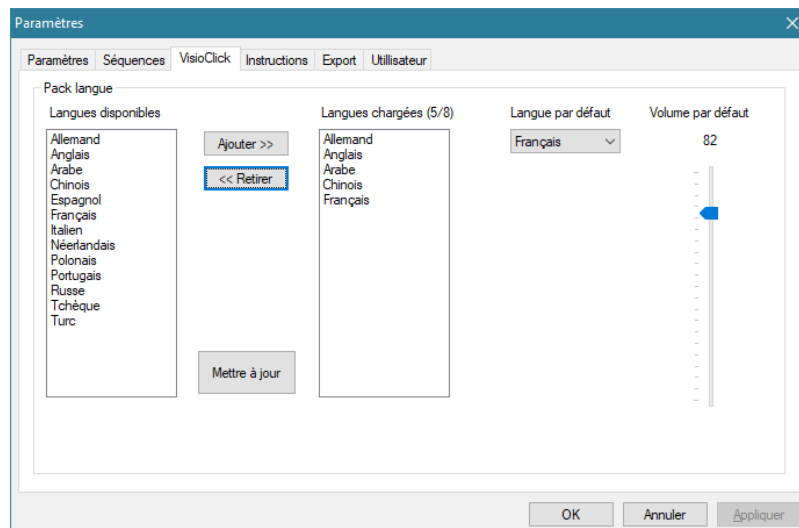 Paramètres
Paramètres Séquences VisioClick Instructions Export Utilisateur
Pack langue
Langues disponibles
Allemand
Anglais
Arabe
Chinois
Espagnol
Français
Italien
Néerlandais
Polonais
Portugais
Russe
Tchèque
Turc
Ajouter >>
<< Retirer
Mettre à jour
Langues chargées (5/8)
Allemand
Anglais
Arabe
Chinois
Français
Langue par défaut
Français
Volume par défaut
82
OK Annuler Appliquer